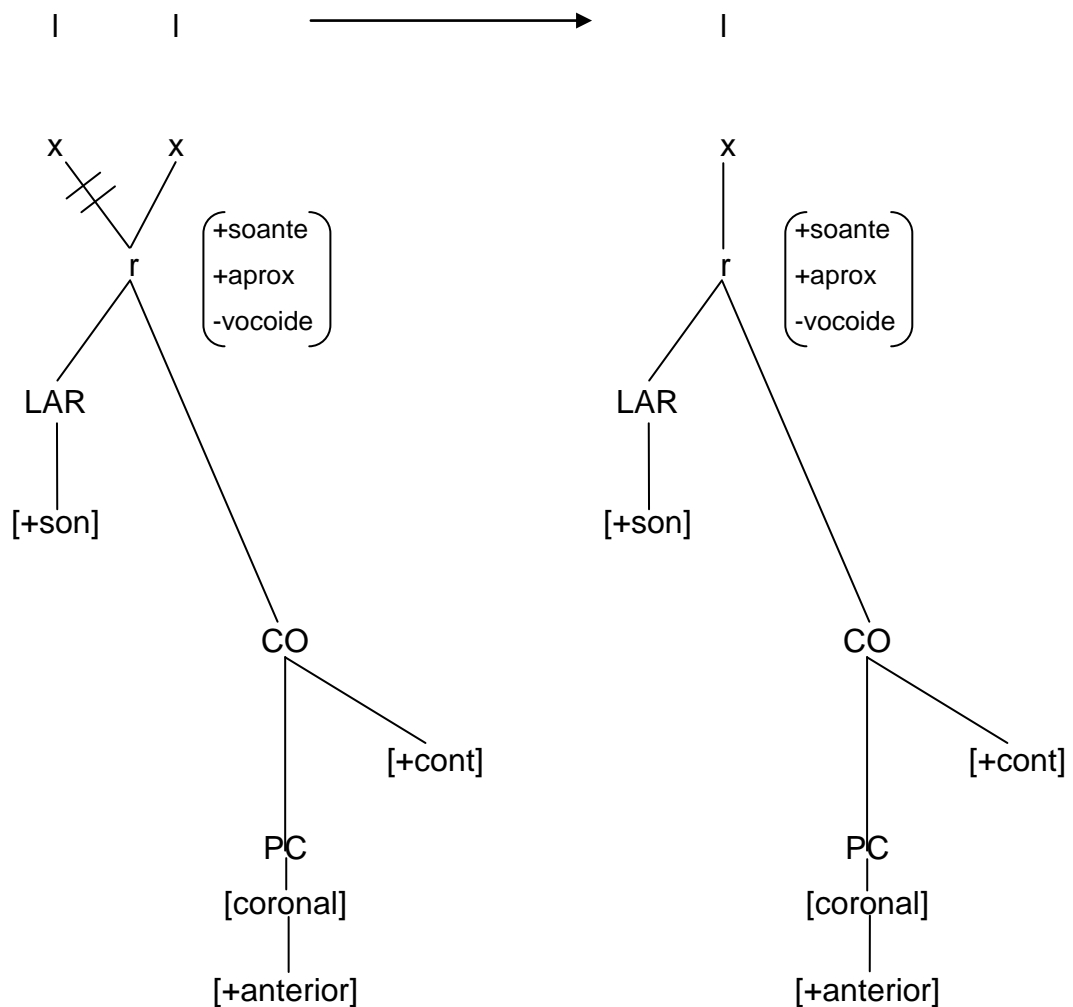 l l l
x x x
r r
+soante +soante
+aprox +aprox
-vocoide -vocoide
LAR LAR
[+son] [+son]
CO CO
[+cont] [+cont]
PC PC
[coronal] [coronal]
[+anterior] [+anterior]